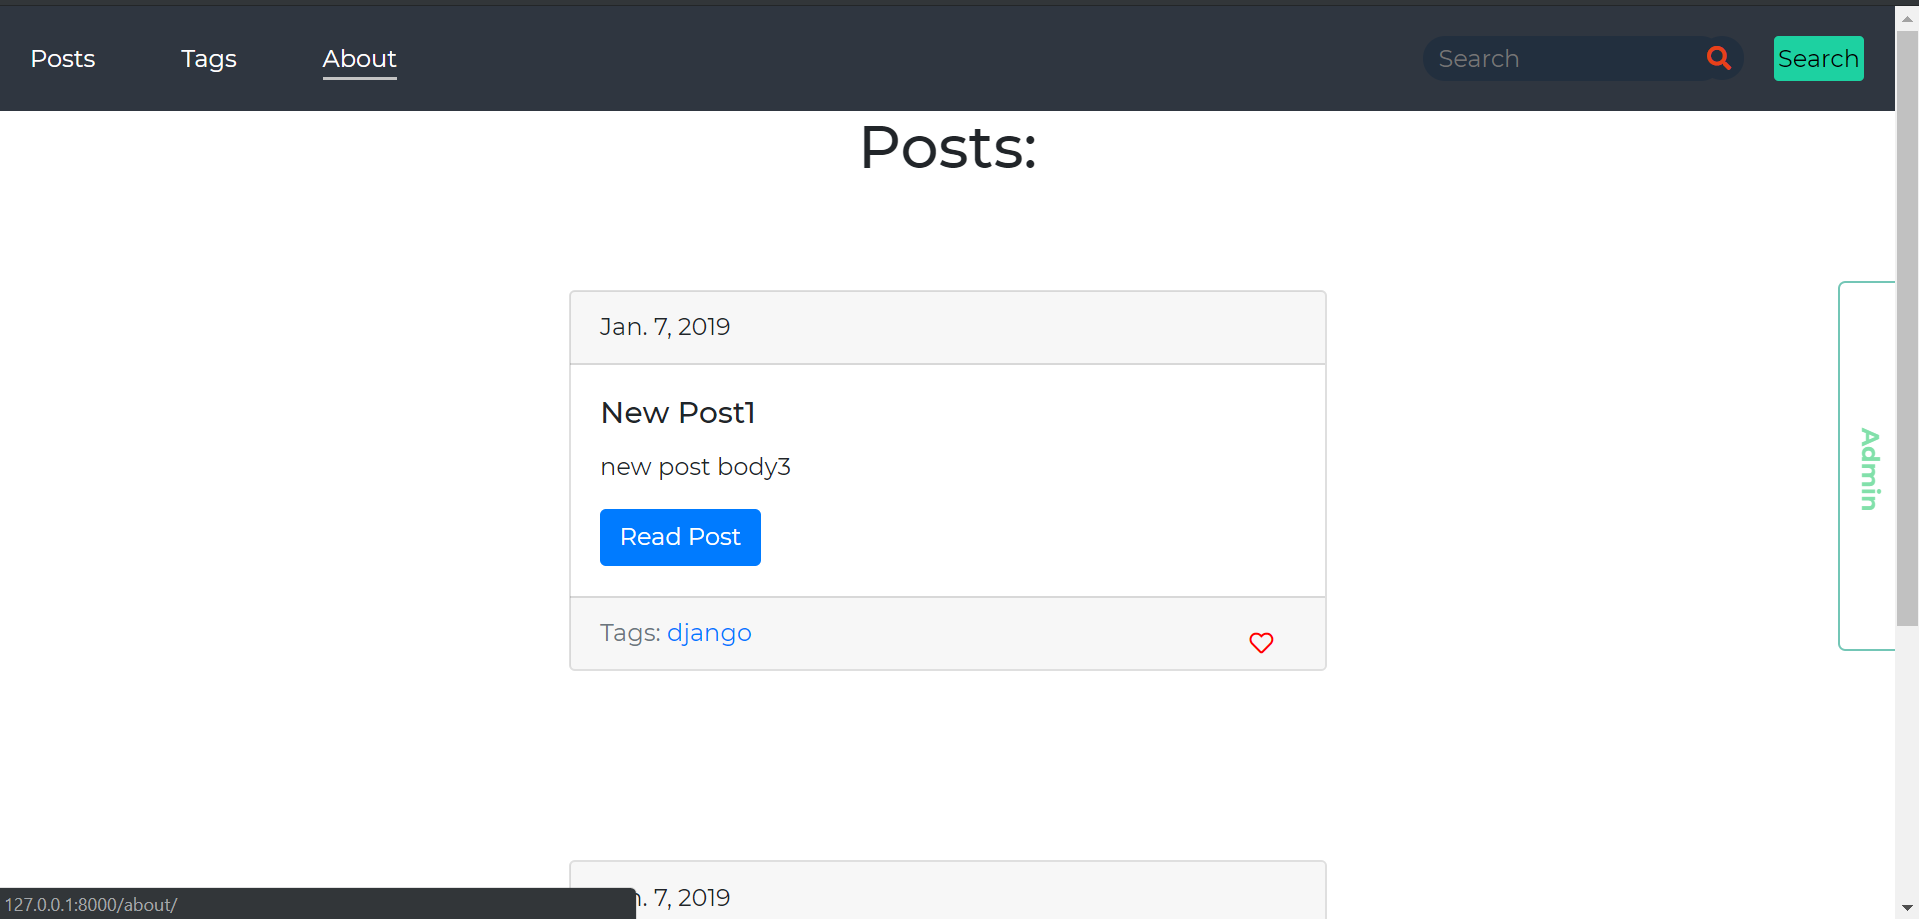 Posts Tags About Search Search
Posts:
Jan. 7, 2019
New Post1
new post body3
Read Post
Tags: django
Admin
7, 2019
127.0.0.1:8000/about/